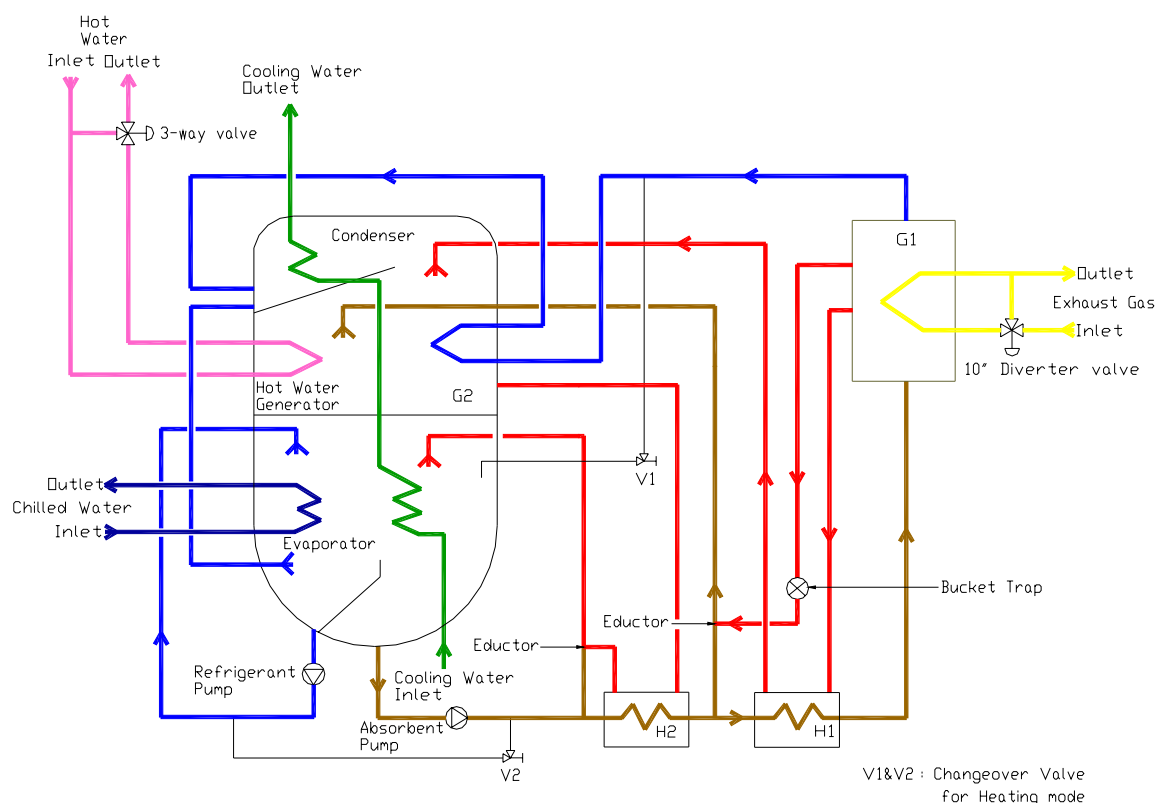 Hot
Water
Inlet Outlet
Cooling Water
Outlet
3-way valve
Condenser
G1
Outlet
Exhaust Gas
Inlet
10" Diverter valve
Hot Water
Generator
G2
V1
Outlet
Chilled Water
Inlet
Evaporator
Bucket Trap
Eductor
Eductor
Refrigerant
Pump
Cooling Water
Inlet
Absorbent
Pump
H2
H1
V2
V1&V2 : Changeover Valve
for Heating mode